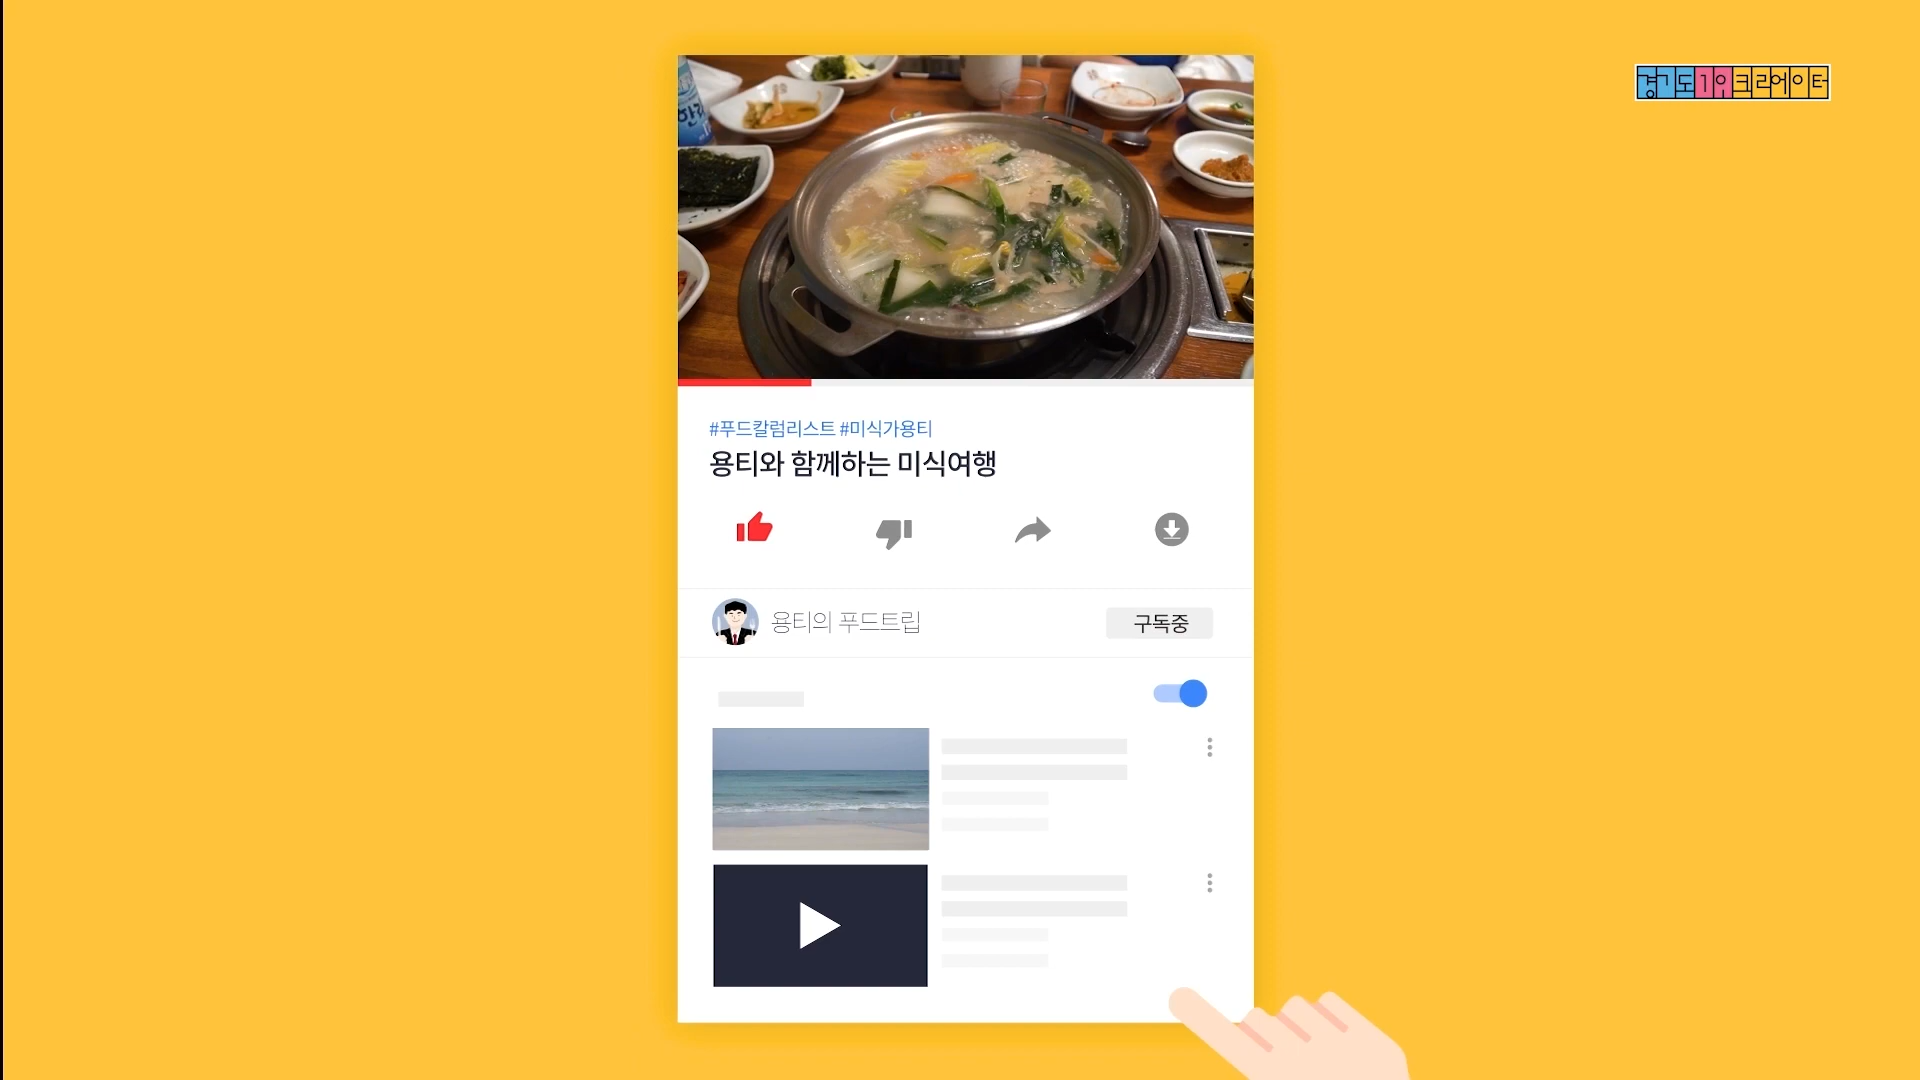 경기도1인크리에이터
#푸드칼럼리스트 #미식가용티
용티와 함께하는 미식여행
용티의 푸드트립
구독중